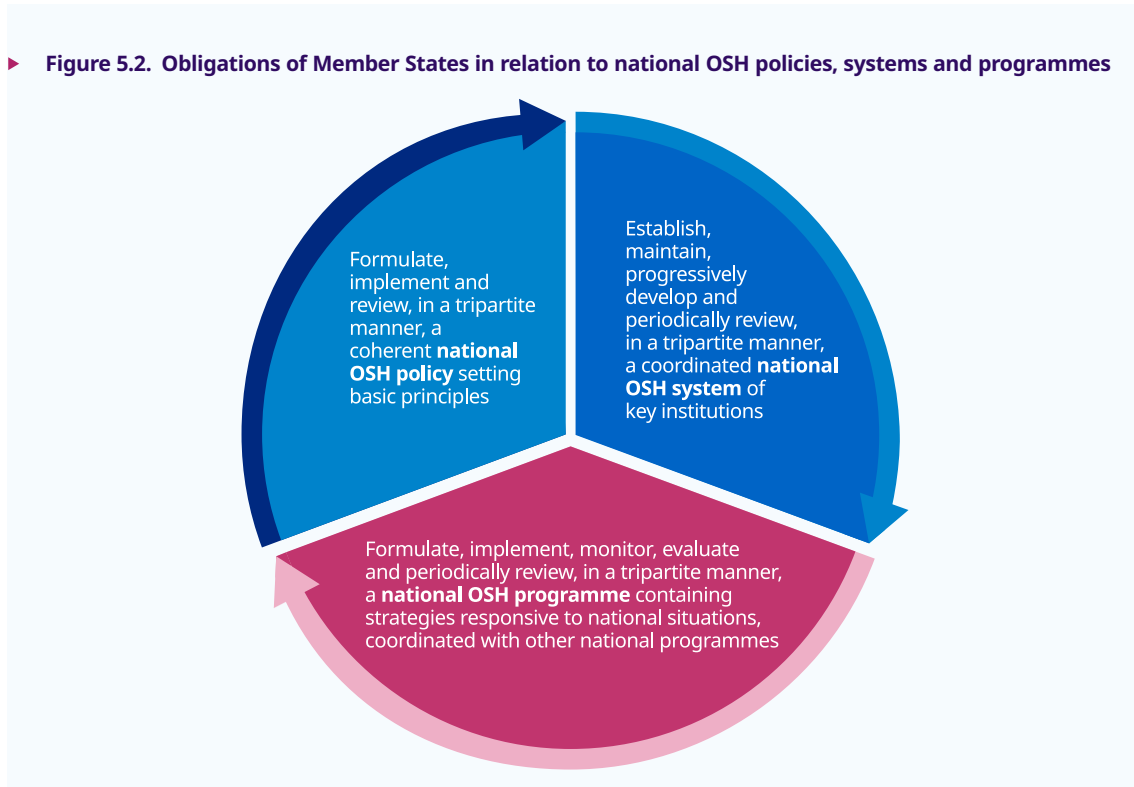 Figure 5.2. Obligations of Member States in relation to national OSH policies, systems and programmes
Formulate,
implement and
review, in a tripartite
manner, a
coherent national
OSH policy setting
basic principles
Establish,
maintain,
progressively
develop and
periodically review,
in a tripartite manner,
a coordinated national
OSH system of
key institutions
Formulate, implement, monitor, evaluate
and periodically review, in a tripartite manner,
a national OSH programme containing
strategies responsive to national situations,
coordinated with other national programmes